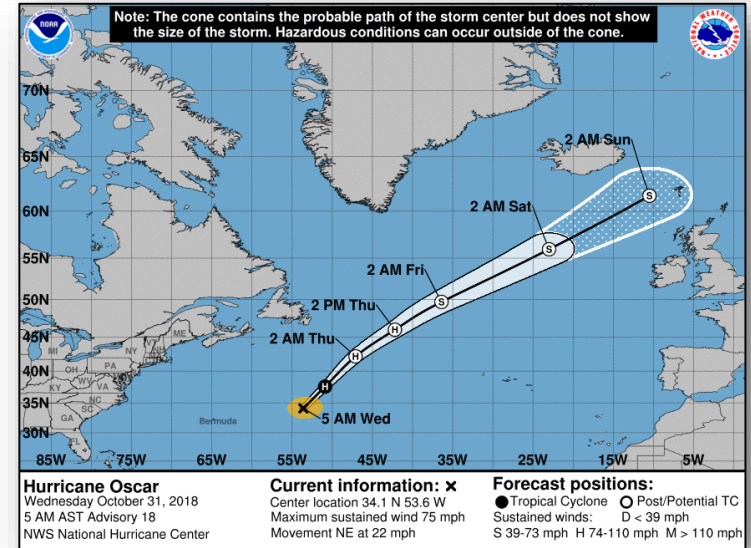 Note: The cone contains the probable path of the storm center but does not show
the size of the storm. Hazardous conditions can occur outside of the cone.
NOAA
NATIONAL WEATHER SERVICE
70N
65N
60N
55N
50N
45N
40N
35N
30N
2 AM Sun
2 AM Sat
2 AM Fri
2 PM Thu
2 AM Thu
5 AM Wed
S
S
S
H
H
H
ME
VT
NH
MI
NY
OH
PA
WV
KY
VA
NC
SC
GA
FL
Bermuda
85W 75W 65W 55W 45W 35W 25W 15W 5W
Hurricane Oscar
Wednesday October 31, 2018
5 AM AST Advisory 18
NWS National Hurricane Center
Current information: ×
Center location 34.1 N 53.6 W
Maximum sustained wind 75 mph
Movement NE at 22 mph
Forecast positions:
● Tropical Cyclone ○ Post/Potential TC
Sustained winds: D < 39 mph
S 39-73 mph H 74-110 mph M > 110 mph